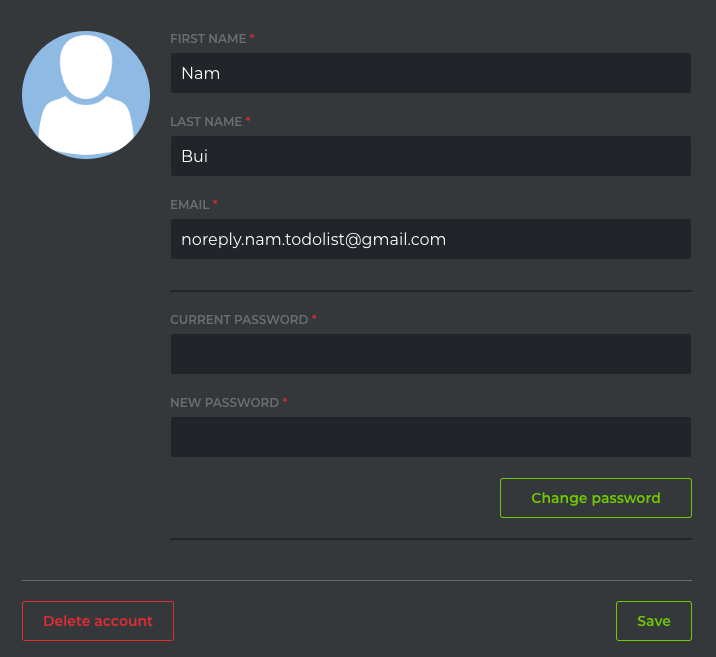 FIRST NAME *
Nam
LAST NAME *
Bui
EMAIL *
noreply.nam.todolist@gmail.com
CURRENT PASSWORD *
NEW PASSWORD *
Change password
Delete account
Save